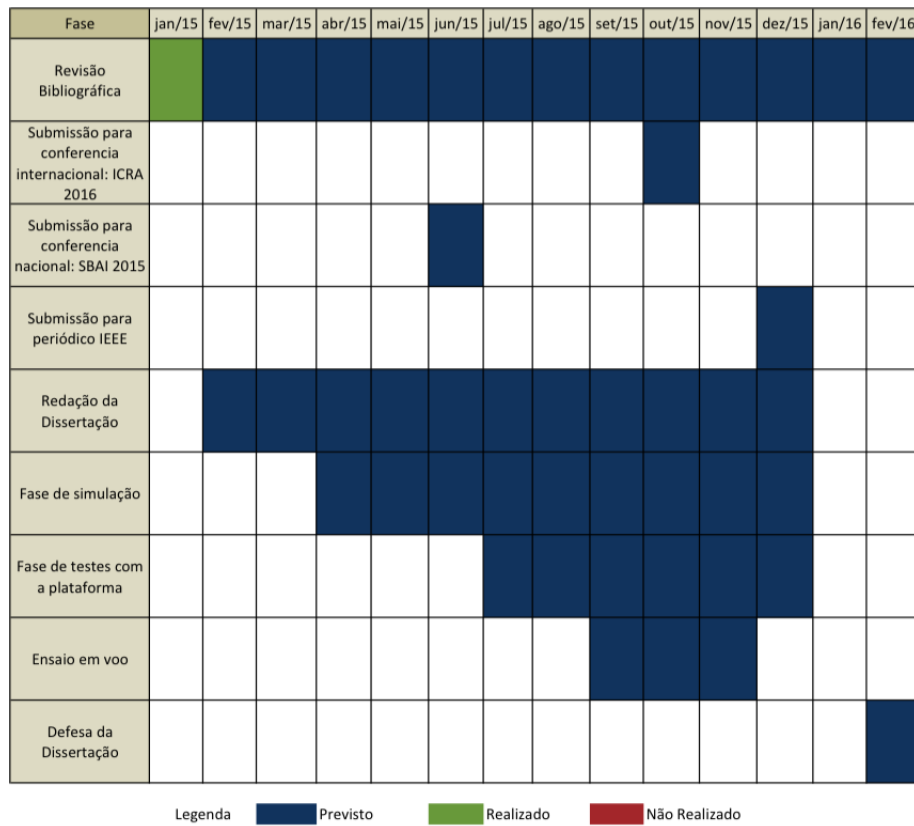 Fase jan/15 fev/15 mar/15 abr/15 mai/15 jun/15 jul/15 ago/15 set/15 out/15 nov/15 dez/15 jan/16 fev/16
Revisão
Bibliográfica
Submissão para
conferencia
internacional: ICRA
2016
Submissão para
conferencia
nacional: SBAI 2015
Submissão para
periódico IEEE
Redação da
Dissertação
Fase de simulação
Fase de testes com
a plataforma
Ensaio em voo
Defesa da
Dissertação
Legenda Previsto Realizado Não Realizado